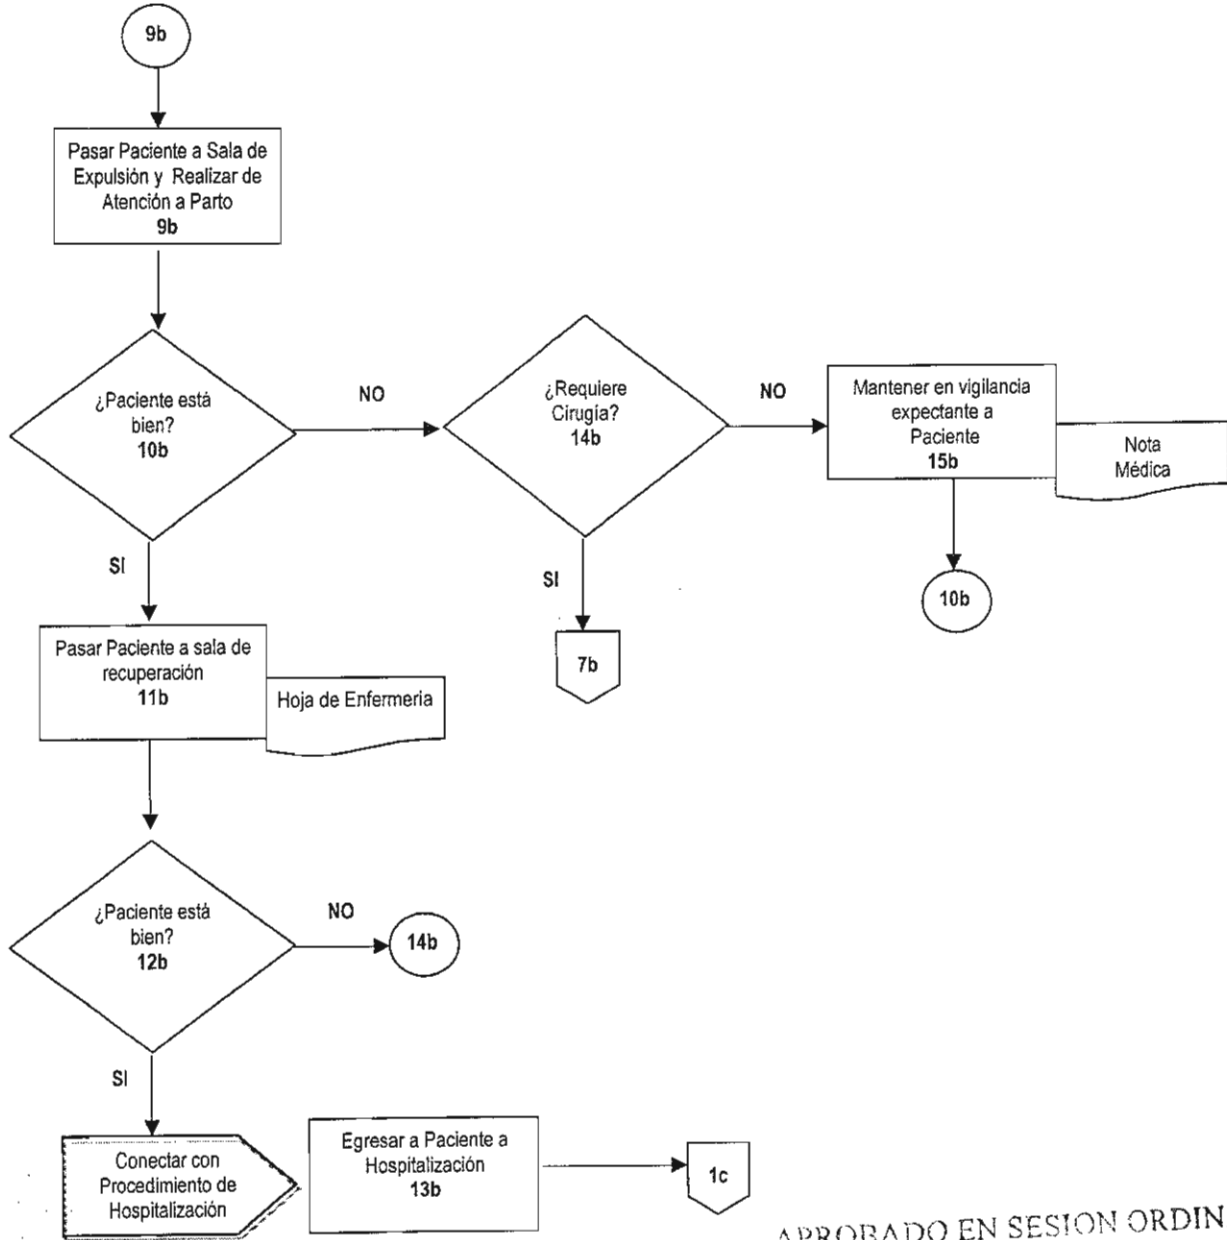 9b
Pasar Paciente a Sala de
Expulsión y Realizar de
Atención a Parto
9b
¿Paciente está
bien?
10b
NO
¿Requiere
Cirugía?
14b
NO
Mantener en vigilancia
expectante a
Paciente
15b
Nota
Médica
SI
SI
10b
7b
Pasar Paciente a sala de
recuperación
11b
Hoja de Enfermeria
¿Paciente está
bien?
12b
NO
14b
SI
Conectar con
Procedimiento de
Hospitalización
Egresar a Paciente a
Hospitalización
13b
1c
APROBADO EN SESION ORDIN